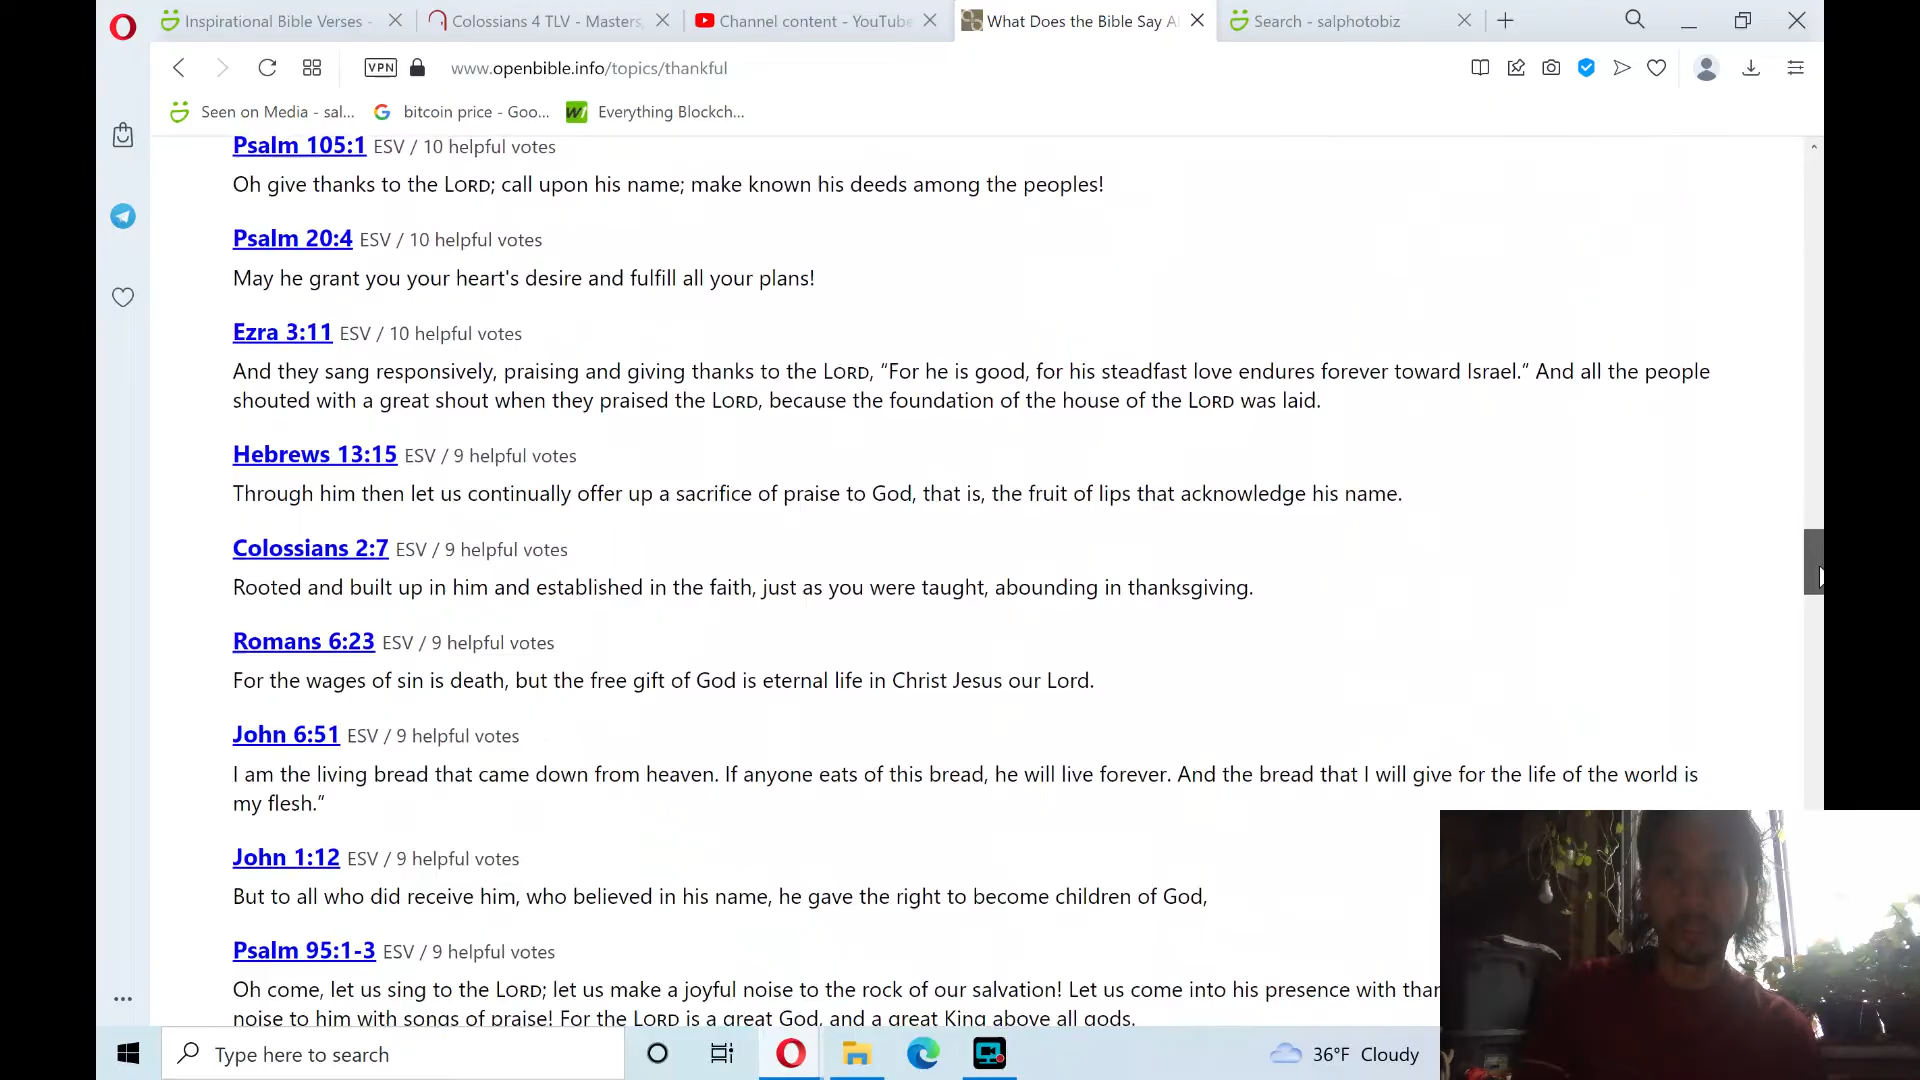 Inspirational Bible Verses -
Colossians 4 TLV - Masters
Channel content - YouTube
What Does the Bible Say Al
Search - salphotobiz
VPN
www.openbible.info/topics/thankful
Seen on Media - sal...
bitcoin price - Goo...
Everything Blockch...
Psalm 105:1 ESV / 10 helpful votes
Oh give thanks to the LORD; call upon his name; make known his deeds among the peoples!
Psalm 20:4 ESV / 10 helpful votes
May he grant you your heart's desire and fulfill all your plans!
Ezra 3:11 ESV / 10 helpful votes
And they sang responsively, praising and giving thanks to the LORD, “For he is good, for his steadfast love endures forever toward Israel.” And all the people
shouted with a great shout when they praised the LORD, because the foundation of the house of the LORD was laid.
Hebrews 13:15 ESV / 9 helpful votes
Through him then let us continually offer up a sacrifice of praise to God, that is, the fruit of lips that acknowledge his name.
Colossians 2:7 ESV / 9 helpful votes
Rooted and built up in him and established in the faith, just as you were taught, abounding in thanksgiving.
Romans 6:23 ESV / 9 helpful votes
For the wages of sin is death, but the free gift of God is eternal life in Christ Jesus our Lord.
John 6:51 ESV / 9 helpful votes
I am the living bread that came down from heaven. If anyone eats of this bread, he will live forever. And the bread that I will give for the life of the world is
my flesh.”
John 1:12 ESV / 9 helpful votes
But to all who did receive him, who believed in his name, he gave the right to become children of God,
Psalm 95:1-3 ESV / 9 helpful votes
Oh come, let us sing to the LORD; let us make a joyful noise to the rock of our salvation! Let us come into his presence with than
noise to him with songs of praise! For the LORD is a great God, and a great King above all gods.
Type here to search
36°F Cloudy